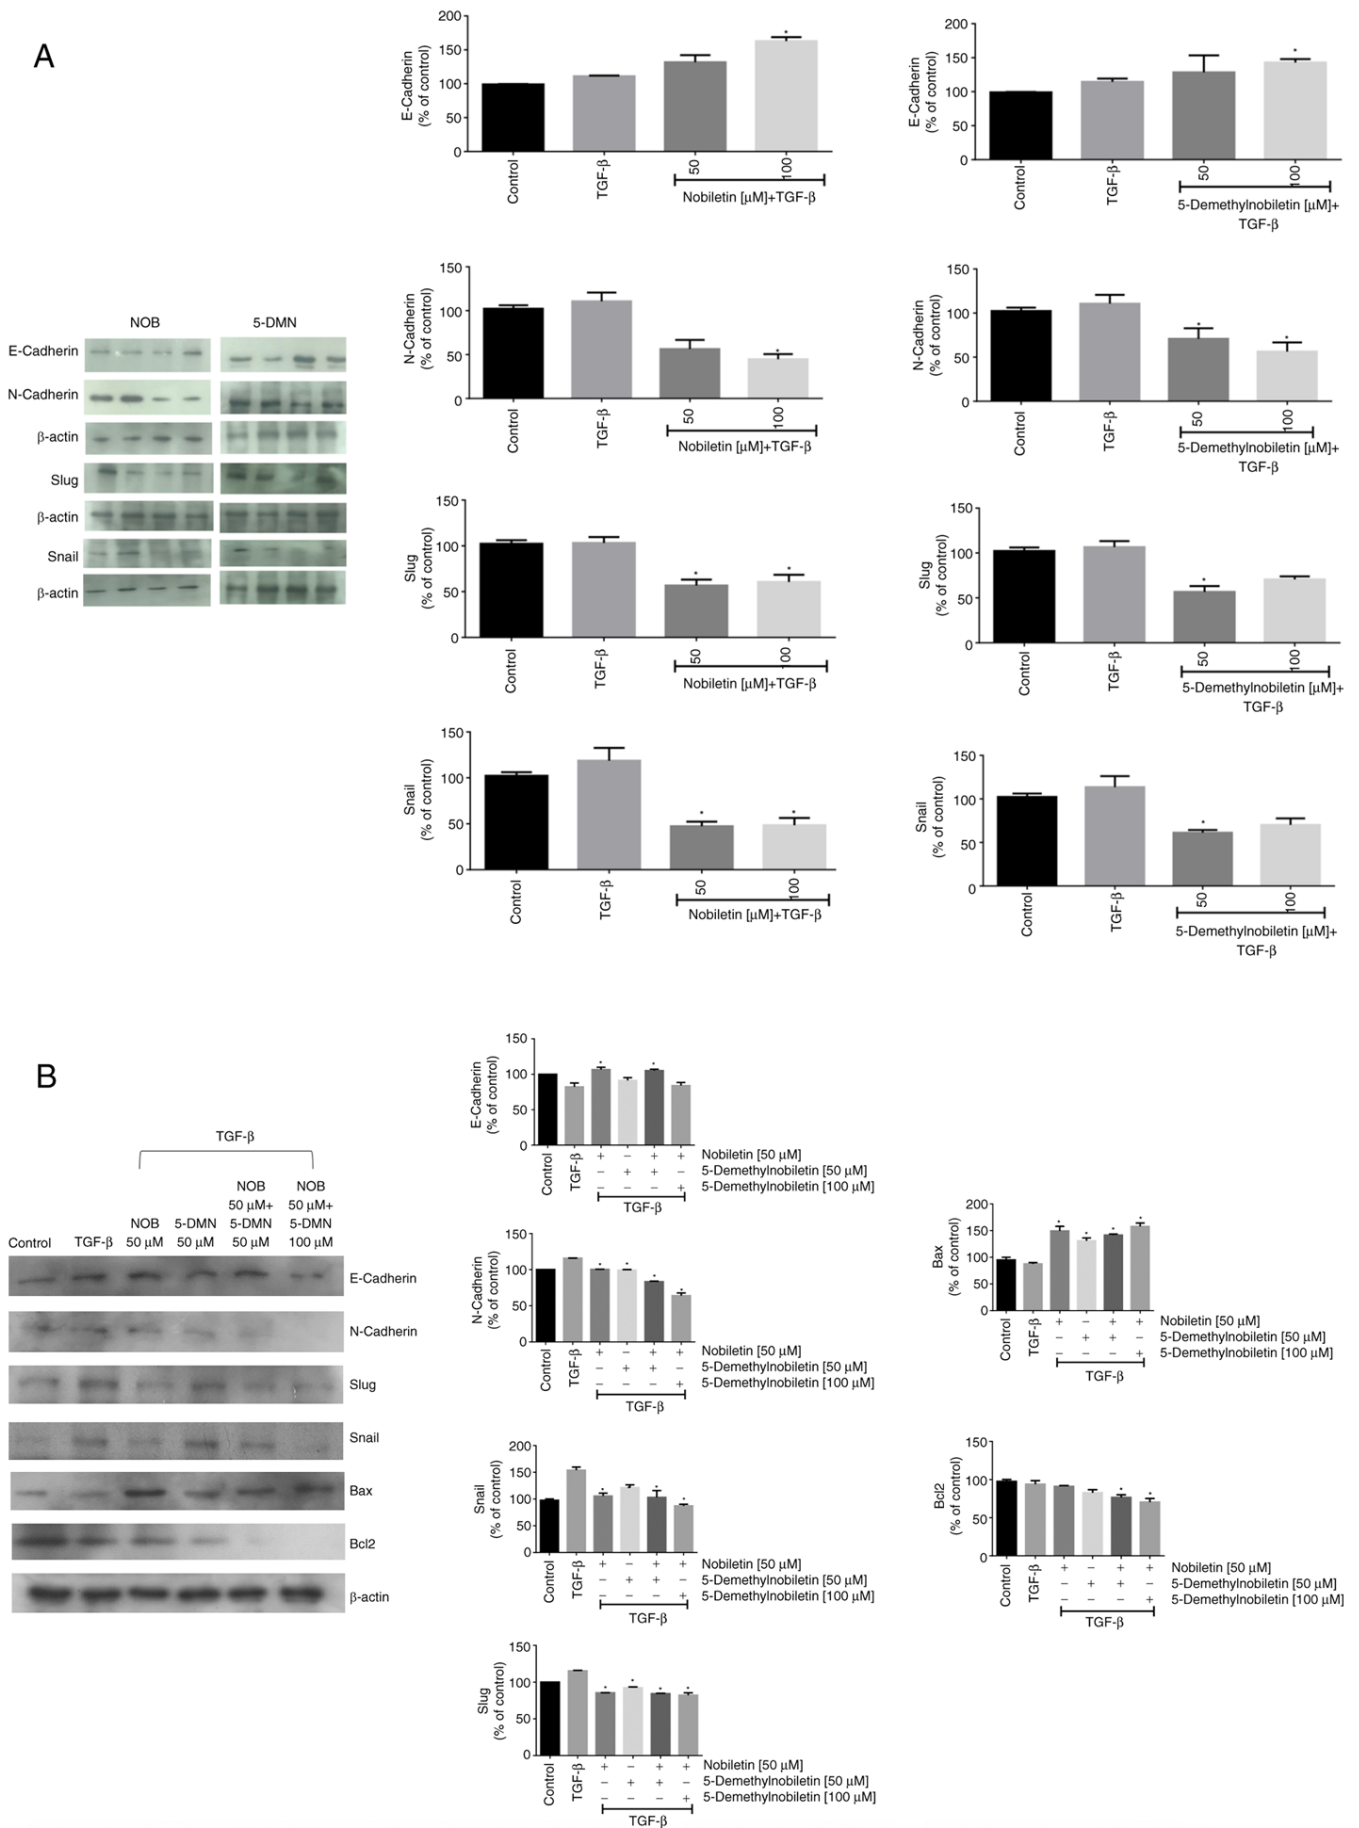 A
NOB
5-DMN
E-Cadherin
N-Cadherin
β-actin
Slug
β-actin
Snail
β-actin
E-Cadherin
(% of control)
200
150
100
50
0
Control
TGF-β
50
100
Nobiletin [μM]+TGF-β
E-Cadherin
(% of control)
200
150
100
50
0
Control
TGF-β
50
100
5-Demethylnobiletin [μM]+
TGF-β
N-Cadherin
(% of control)
150
100
50
0
Control
TGF-β
50
100
Nobiletin [μM]+TGF-β
N-Cadherin
(% of control)
150
100
50
0
Control
TGF-β
50
100
5-Demethylnobiletin [μM]+
TGF-β
Slug
(% of control)
150
100
50
0
Control
TGF-β
50
100
Nobiletin [μM]+TGF-β
Slug
(% of control)
150
100
50
0
Control
TGF-β
50
100
5-Demethylnobiletin [μM]+
TGF-β
Snail
(% of control)
150
100
50
0
Control
TGF-β
50
100
Nobiletin [μM]+TGF-β
Snail
(% of control)
150
100
50
0
Control
TGF-β
50
100
5-Demethylnobiletin [μM]+
TGF-β
B
TGF-β
Control
TGF-β
NOB
50 μM
5-DMN
50 μM
NOB
50 μM+
5-DMN
50 μM
NOB
50 μM+
5-DMN
100 μM
E-Cadherin
N-Cadherin
Slug
Snail
Bax
Bcl2
β-actin
E-Cadherin
(% of control)
150
100
50
0
Control
TGF-β
+ − + + Nobiletin [50 μM]
− + + − 5-Demethylnobiletin [50 μM]
− − − + 5-Demethylnobiletin [100 μM]
TGF-β
N-Cadherin
(% of control)
150
100
50
0
Control
TGF-β
+ − + + Nobiletin [50 μM]
− + + − 5-Demethylnobiletin [50 μM]
− − − + 5-Demethylnobiletin [100 μM]
TGF-β
Bax
(% of control)
200
150
100
50
0
Control
TGF-β
+ − + + Nobiletin [50 μM]
− + + − 5-Demethylnobiletin [50 μM]
− − − + 5-Demethylnobiletin [100 μM]
TGF-β
Snail
(% of control)
200
150
100
50
0
Control
TGF-β
+ − + + Nobiletin [50 μM]
− + + − 5-Demethylnobiletin [50 μM]
− − − + 5-Demethylnobiletin [100 μM]
TGF-β
Bcl2
(% of control)
150
100
50
0
Control
TGF-β
+ − + + Nobiletin [50 μM]
− + + − 5-Demethylnobiletin [50 μM]
− − − + 5-Demethylnobiletin [100 μM]
TGF-β
Slug
(% of control)
150
100
50
0
Control
TGF-β
+ − + + Nobiletin [50 μM]
− + + − 5-Demethylnobiletin [50 μM]
− − − + 5-Demethylnobiletin [100 μM]
TGF-β